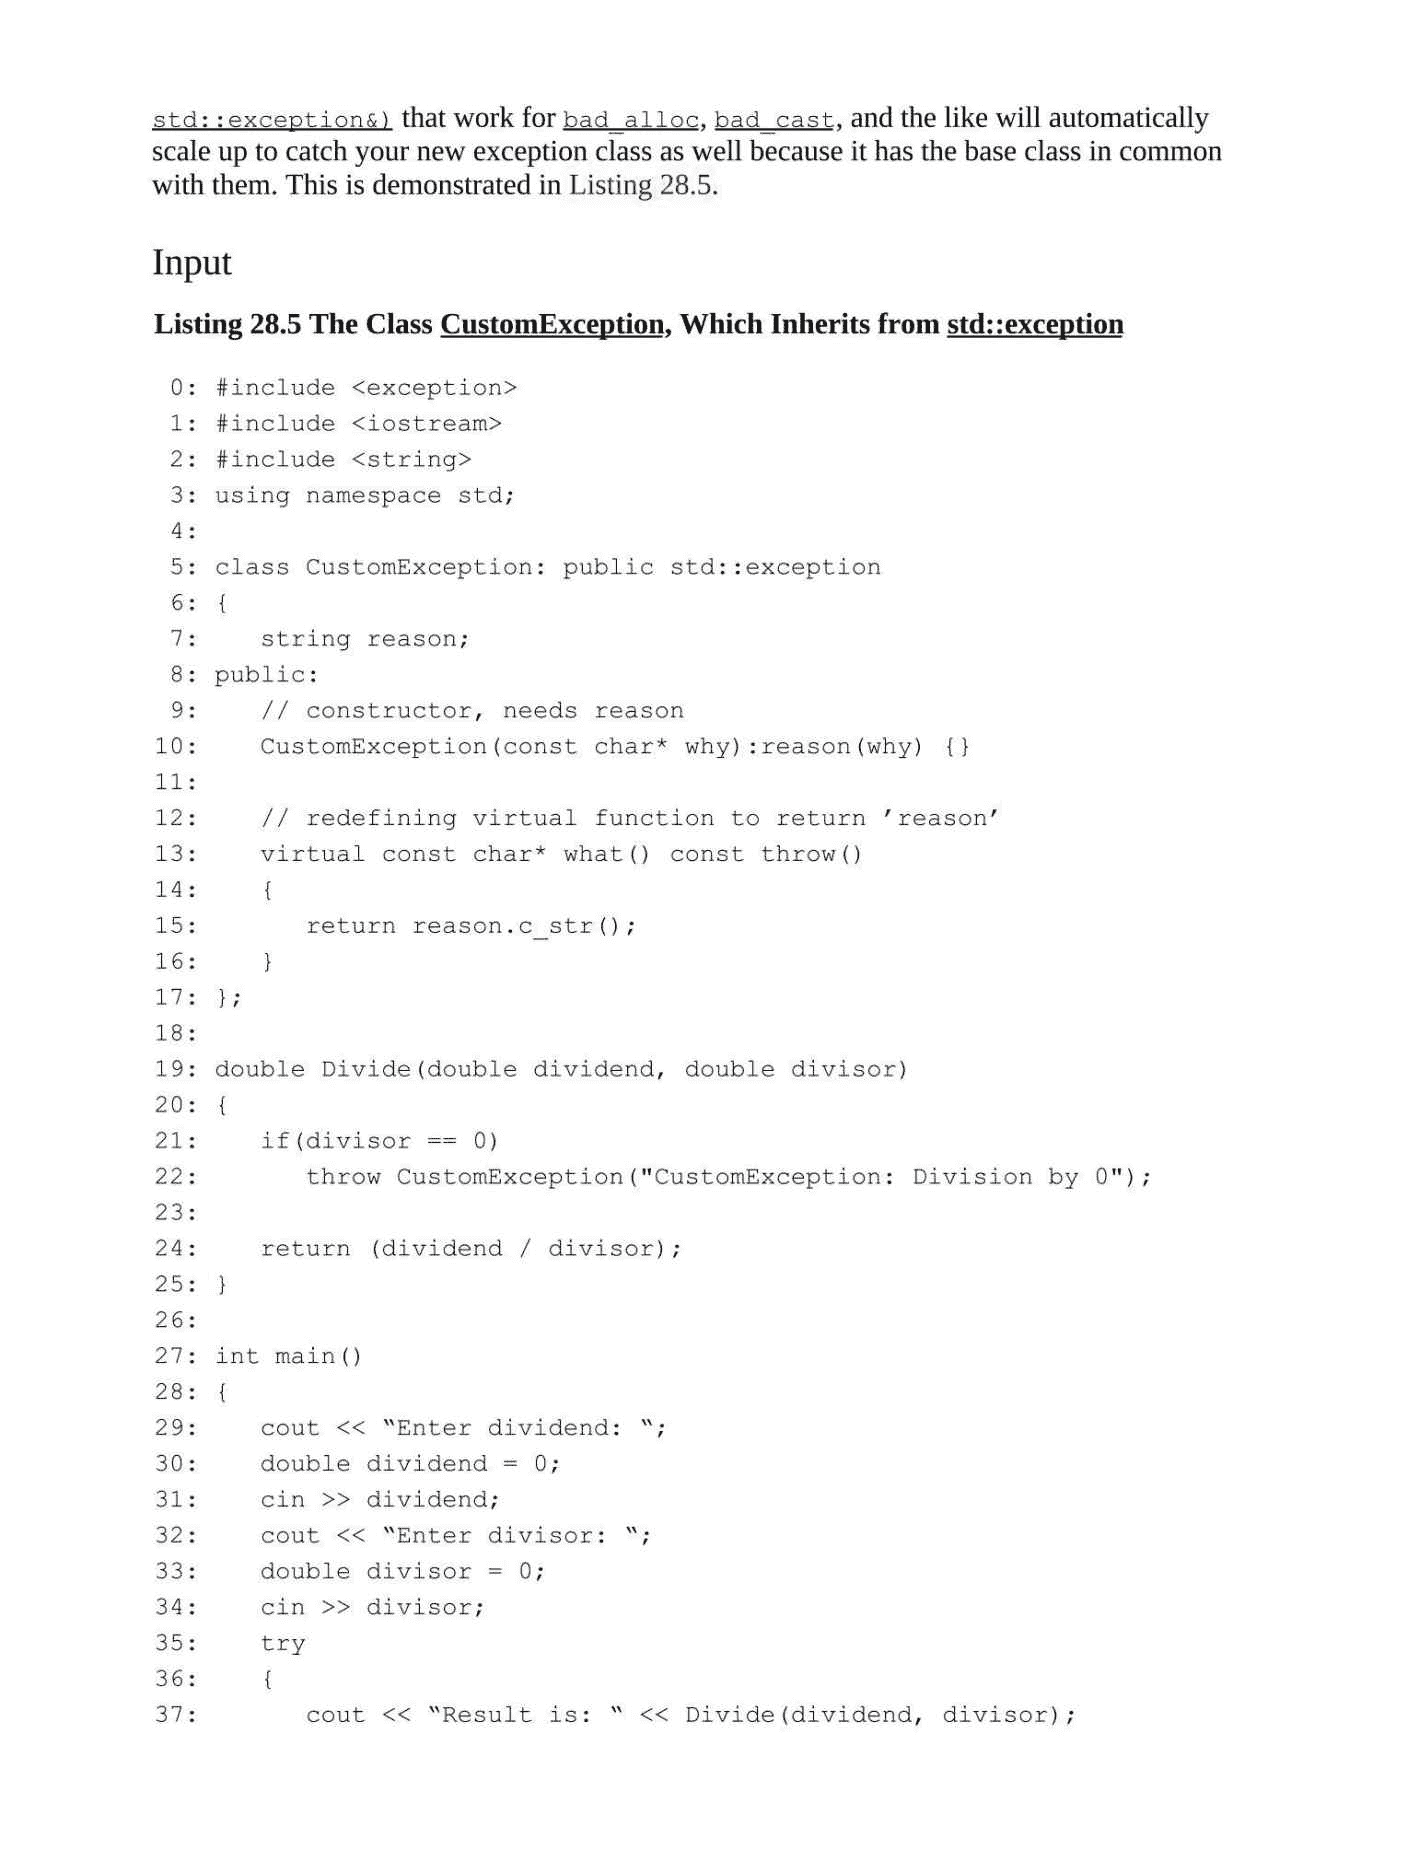 std::exception&) that work for bad_alloc, bad_cast, and the like will automatically
scale up to catch your new exception class as well because it has the base class in common
with them. This is demonstrated in Listing 28.5.
Input
Listing 28.5 The Class CustomException, Which Inherits from std::exception
0: #include <exception>
1: #include <iostream>
2: #include <string>
3: using namespace std;
4:
5: class CustomException: public std::exception
6: {
7:    string reason;
8: public:
9:    // constructor, needs reason
10:    CustomException(const char* why):reason(why) {}
11:
12:    // redefining virtual function to return ’reason’
13:    virtual const char* what() const throw()
14:    {
15:       return reason.c_str();
16:    }
17: };
18:
19: double Divide(double dividend, double divisor)
20: {
21:    if(divisor == 0)
22:       throw CustomException("CustomException: Division by 0");
23:
24:    return (dividend / divisor);
25: }
26:
27: int main()
28: {
29:    cout << “Enter dividend: “;
30:    double dividend = 0;
31:    cin >> dividend;
32:    cout << “Enter divisor: “;
33:    double divisor = 0;
34:    cin >> divisor;
35:    try
36:    {
37:       cout << “Result is: “ << Divide(dividend, divisor);